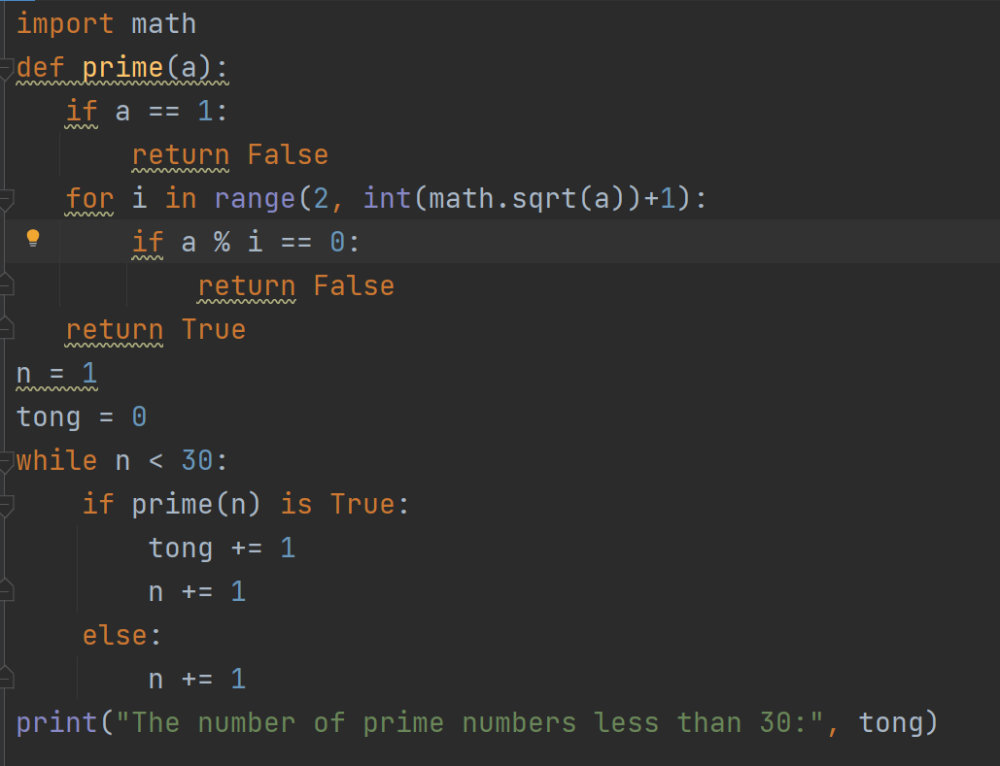 import math
def prime(a):
   if a == 1:
       return False
   for i in range(2, int(math.sqrt(a))+1):
       if a % i == 0:
           return False
   return True
n = 1
tong = 0
while n < 30:
    if prime(n) is True:
        tong += 1
        n += 1
    else:
        n += 1
print("The number of prime numbers less than 30:", tong)